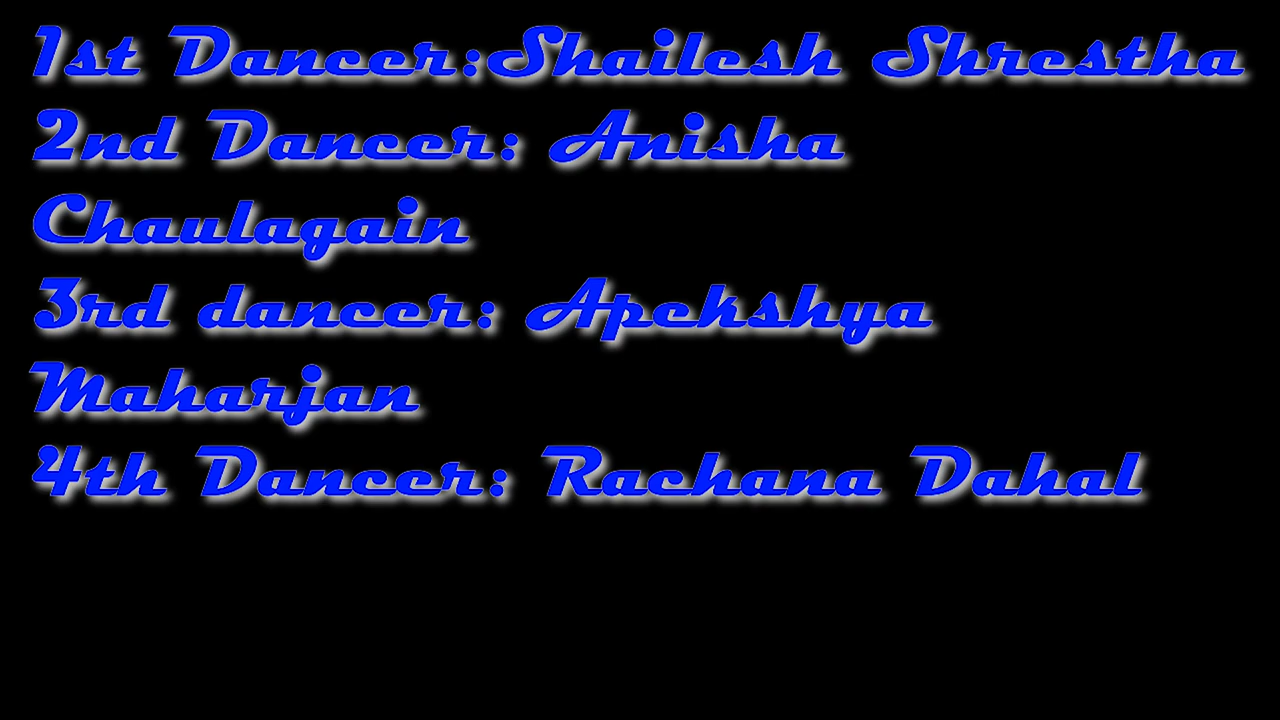 1st Dancer:Shailesh Shrestha
2nd Dancer: Anisha
Chaulagain
3rd dancer: Apekshya
Maharjan
4th Dancer: Rachana Dahal